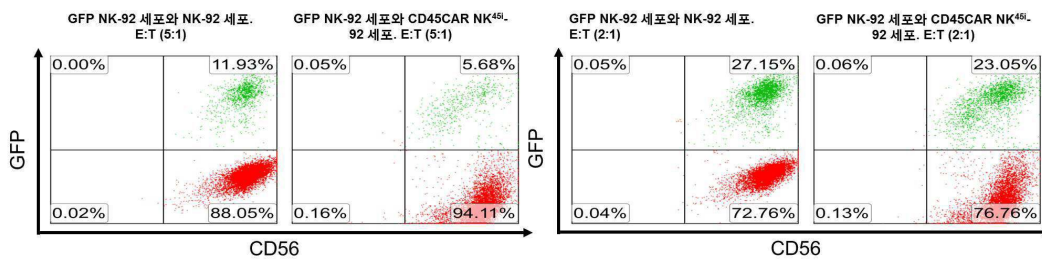 GFP NK-92 세포와 NK-92 세포.
E:T (5:1)
GFP NK-92 세포와 CD45CAR NK⁴⁵ⁱ-
92 세포. E:T (5:1)
GFP NK-92 세포와 NK-92 세포.
E:T (2:1)
GFP NK-92 세포와 CD45CAR NK⁴⁵ⁱ-
92 세포. E:T (2:1)
0.00%
11.93%
0.05%
5.68%
0.05%
27.15%
0.06%
23.05%
GFP
GFP
0.02%
88.05%
0.16%
94.11%
0.04%
72.76%
0.13%
76.76%
CD56
CD56